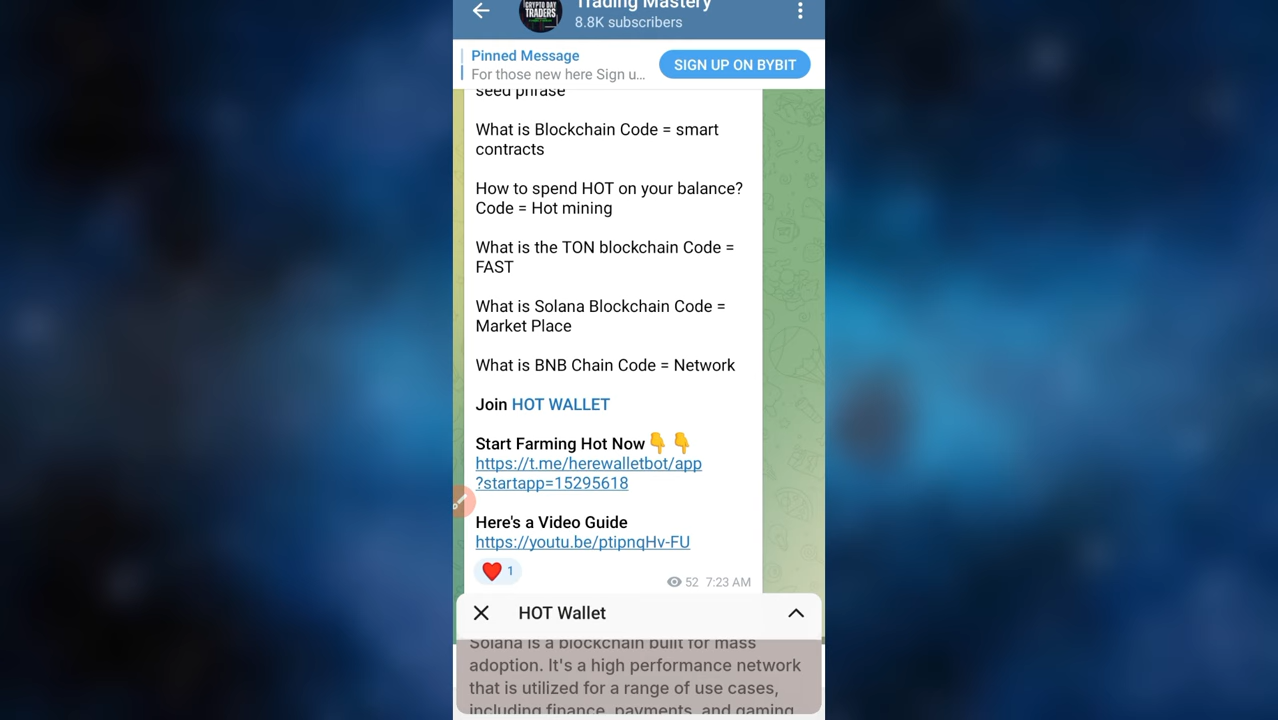 CRYPTO DAY
TRADERS
Trading Mastery
8.8K subscribers
Pinned Message
For those new here Sign u...
SIGN UP ON BYBIT
seed phrase
What is Blockchain Code = smart
contracts
How to spend HOT on your balance?
Code = Hot mining
What is the TON blockchain Code =
FAST
What is Solana Blockchain Code =
Market Place
What is BNB Chain Code = Network
Join HOT WALLET
Start Farming Hot Now 👇 👇
https://t.me/herewalletbot/app
?startapp=15295618
Here's a Video Guide
https://youtu.be/ptipnqHv-FU
❤️ 1
52 7:23 AM
HOT Wallet
Solana is a blockchain built for mass
adoption. It's a high performance network
that is utilized for a range of use cases,
including finance, payments, and gaming